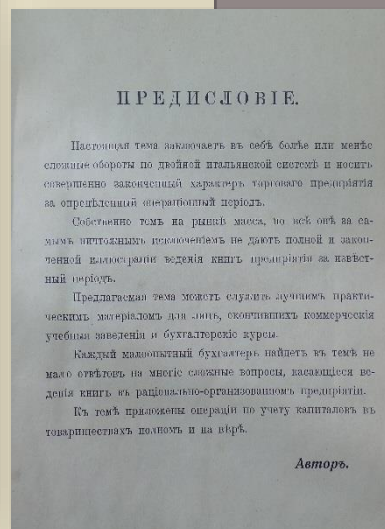 ПРЕДИСЛОВІЕ.
Настоящая тема заключаетъ въ себѣ болѣе или менѣе
сложные обороты по двойной итальянской системѣ и носитъ
совершенно законченный характеръ торговаго предпріятія
за опредѣленный операціонный періодъ.
Собственно темъ на рынкѣ масса, но всѣ онѣ за са-
мымъ ничтожнымъ исключеніемъ не даютъ полной и закон-
ченной иллюстраціи веденія книгъ предпріятія за извѣст-
ный періодъ.
Предлагаемая тема можетъ служить лучшимъ практи-
ческимъ матеріаломъ для лицъ, окончившихъ коммерческія
учебныя заведенія и бухгалтерскіе курсы.
Каждый малоопытный бухгалтеръ найдетъ въ темѣ не
мало отвѣтовъ на многіе сложные вопросы, касающіеся ве-
денія книгъ въ раціонально-организованномъ предпріятіи.
Къ темѣ приложены операціи по учету капиталовъ въ
товариществахъ полномъ и на вѣрѣ.
Авторъ.